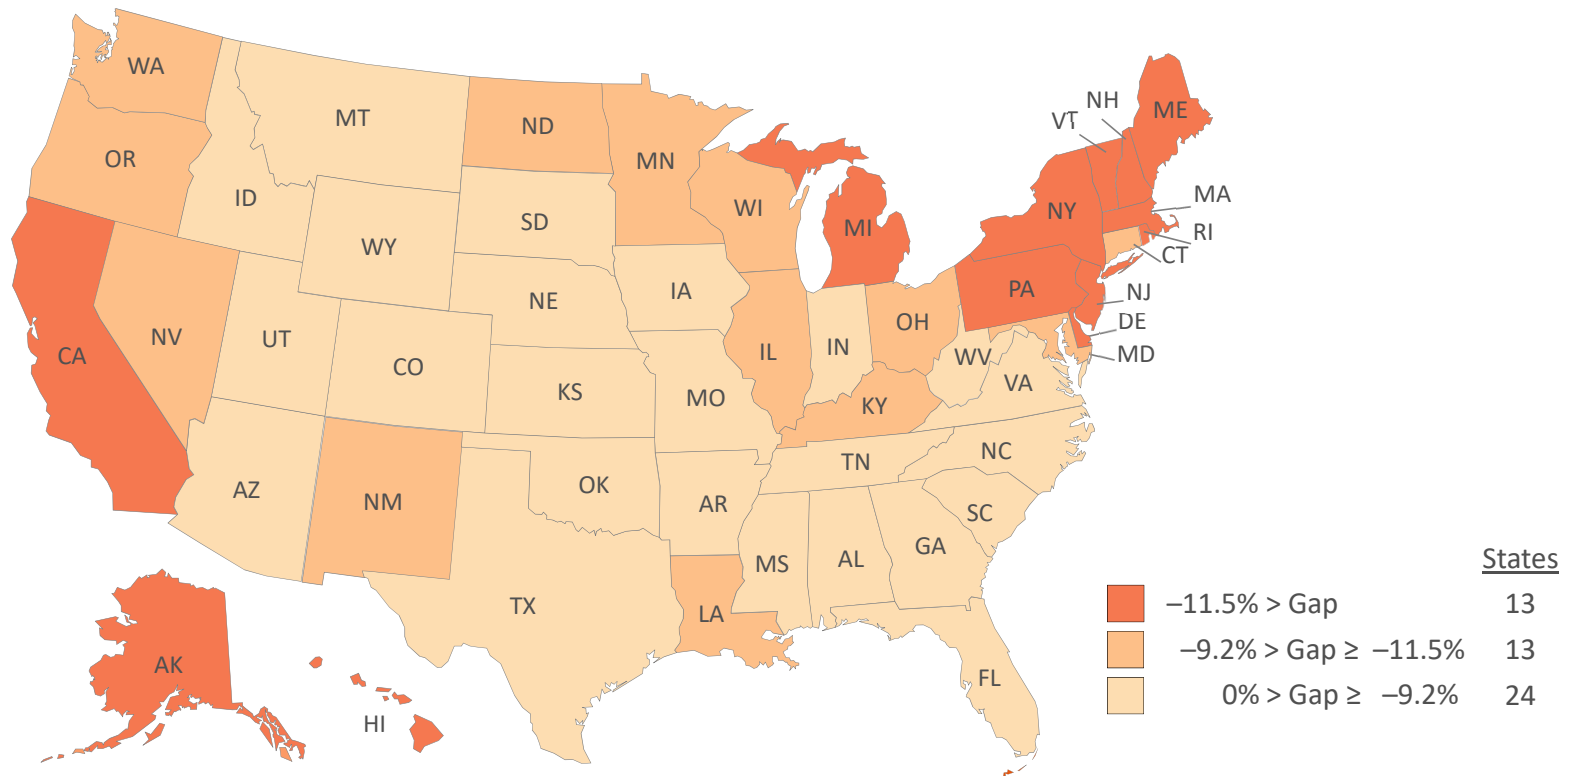 WA
MT
ND
MN
OR
ID
SD
WI
MI
WY
NH
ME
VT
NY
MA
RI
CT
IA
NE
PA
NJ
NV
UT
OH
DE
CA
CO
IL
IN
WV
MD
KS
MO
VA
KY
AZ
NM
OK
TN
NC
AR
SC
MS
AL
GA
TX
LA
AK
FL
HI
States
−11.5% > Gap 13
−9.2% > Gap ≥ −11.5% 13
0% > Gap ≥ −9.2% 24